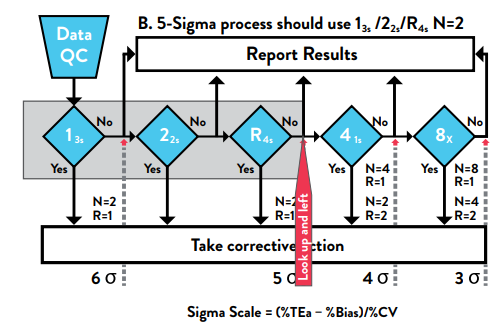 Data
QC
B. 5-Sigma process should use 1₃ₛ /2₂ₛ/R₄ₛ N=2
Report Results
No No No No No
1₃ₛ 2₂ₛ R₄ₛ 4₁ₛ 8ₓ
Yes Yes Yes Yes N=4 Yes N=8
R=1 R=1
N=2 N=2 N=2 N=4
R=1 R=1 R=2 R=2
Look up and left
Take corrective ction
6 σ 5 σ 4 σ 3 σ
Sigma Scale = (%TEa – %Bias)/%CV